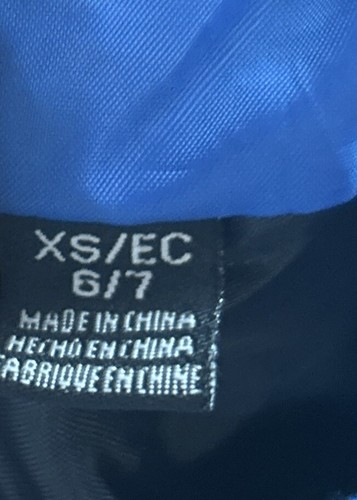 XS/EC
6/7
MADE IN CHINA
HECHO EN CHINA
FABRIQUE EN CHINE